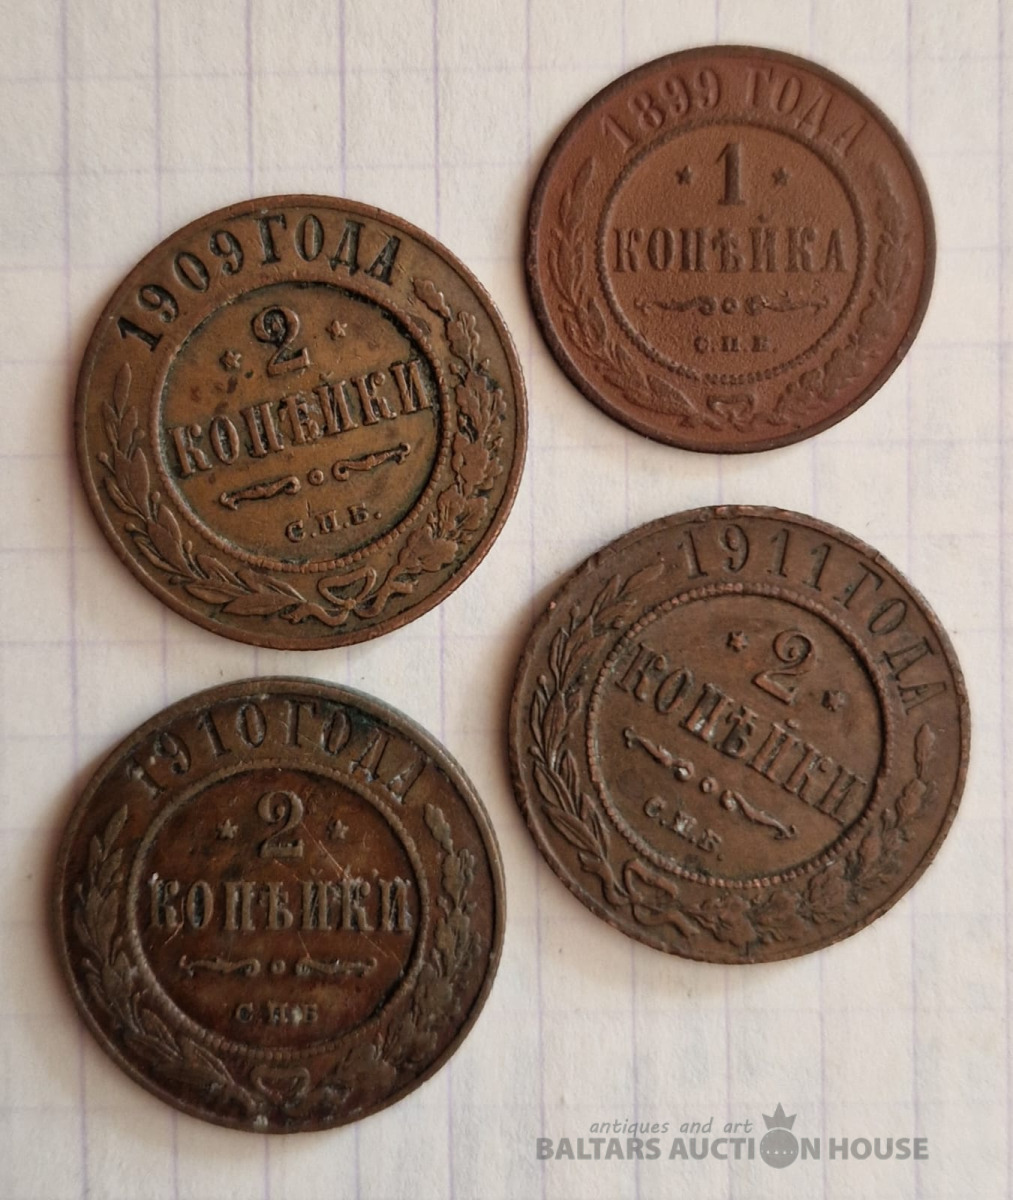 1899 ГОДА
1
КОПѢЙКА
С.П.Б.
1909 ГОДА
2
КОПѢЙКИ
С.П.Б.
1911 ГОДА
2
КОПѢЙКИ
С.П.Б.
1910 ГОДА
2
КОПѢЙКИ
С.П.Б
antiques and art
BALTARS AUCTION HOUSE